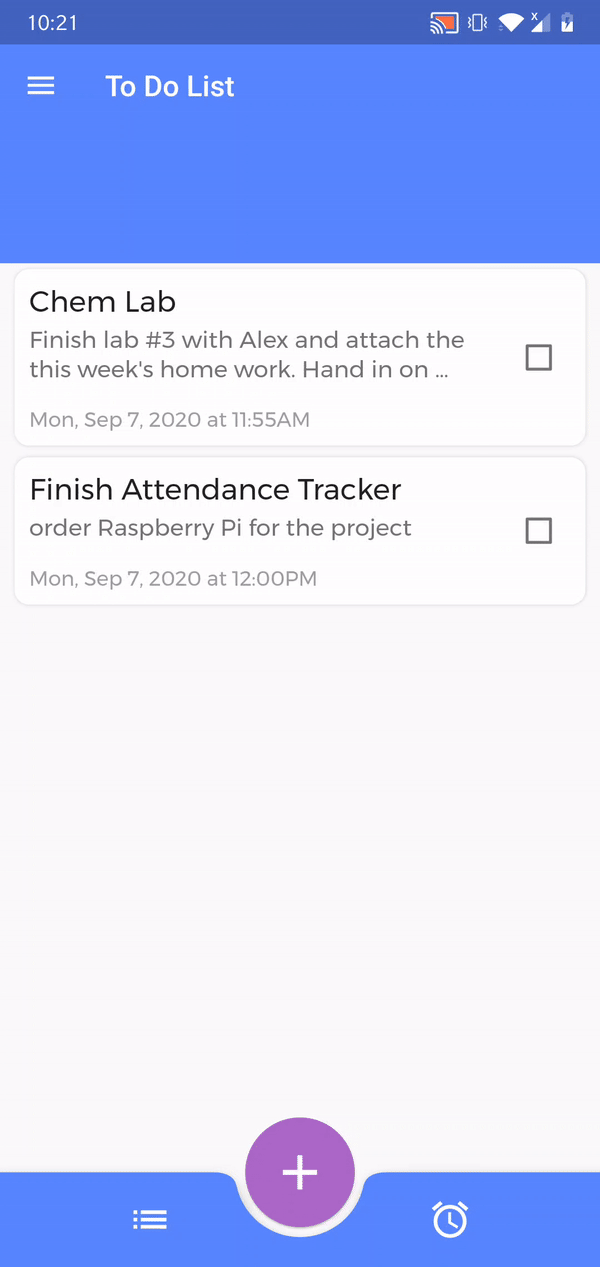 10:21
To Do List
Chem Lab
Finish lab #3 with Alex and attach the
this week's home work. Hand in on ...
Mon, Sep 7, 2020 at 11:55AM
Finish Attendance Tracker
order Raspberry Pi for the project
Mon, Sep 7, 2020 at 12:00PM